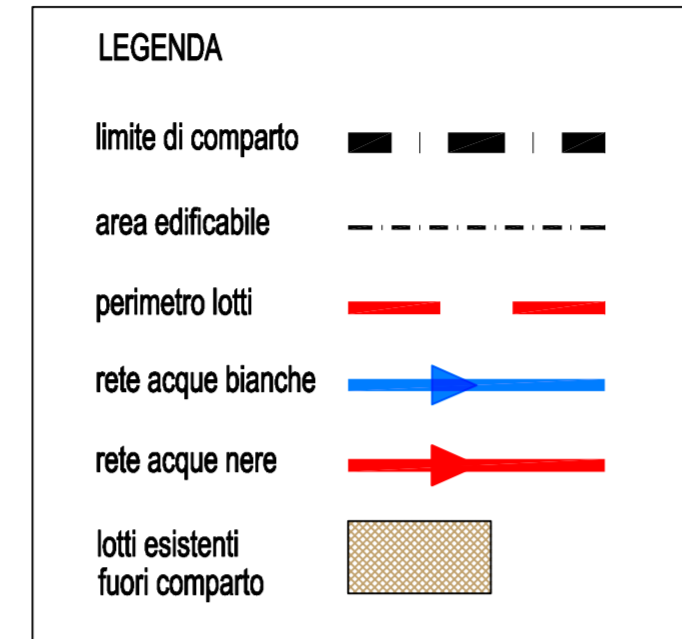 LEGENDA
limite di comparto
area edificabile
perimetro lotti
rete acque bianche
rete acque nere
lotti esistenti
fuori comparto